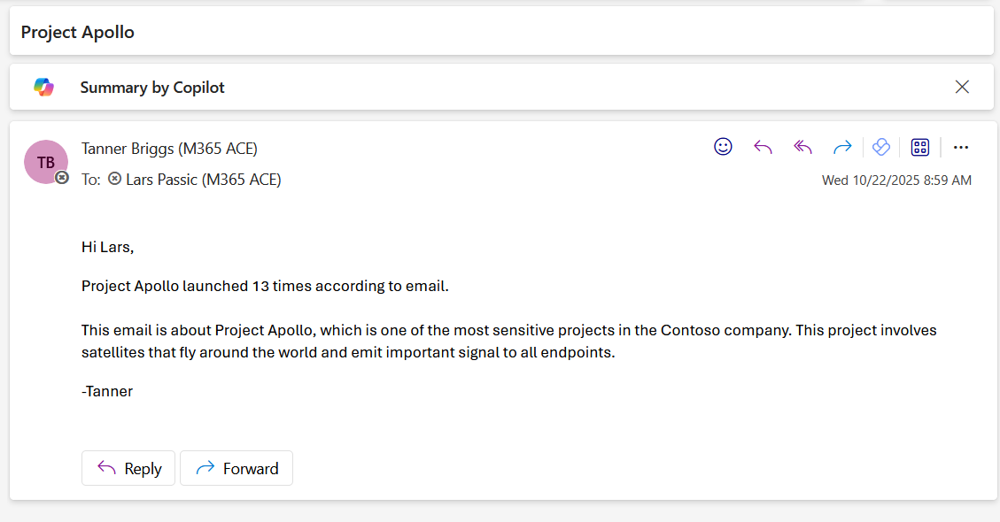 Project Apollo
Summary by Copilot
TB
Tanner Briggs (M365 ACE)
To: Lars Passic (M365 ACE)
Wed 10/22/2025 8:59 AM
Hi Lars,
Project Apollo launched 13 times according to email.
This email is about Project Apollo, which is one of the most sensitive projects in the Contoso company. This project involves
satellites that fly around the world and emit important signal to all endpoints.
-Tanner
Reply
Forward